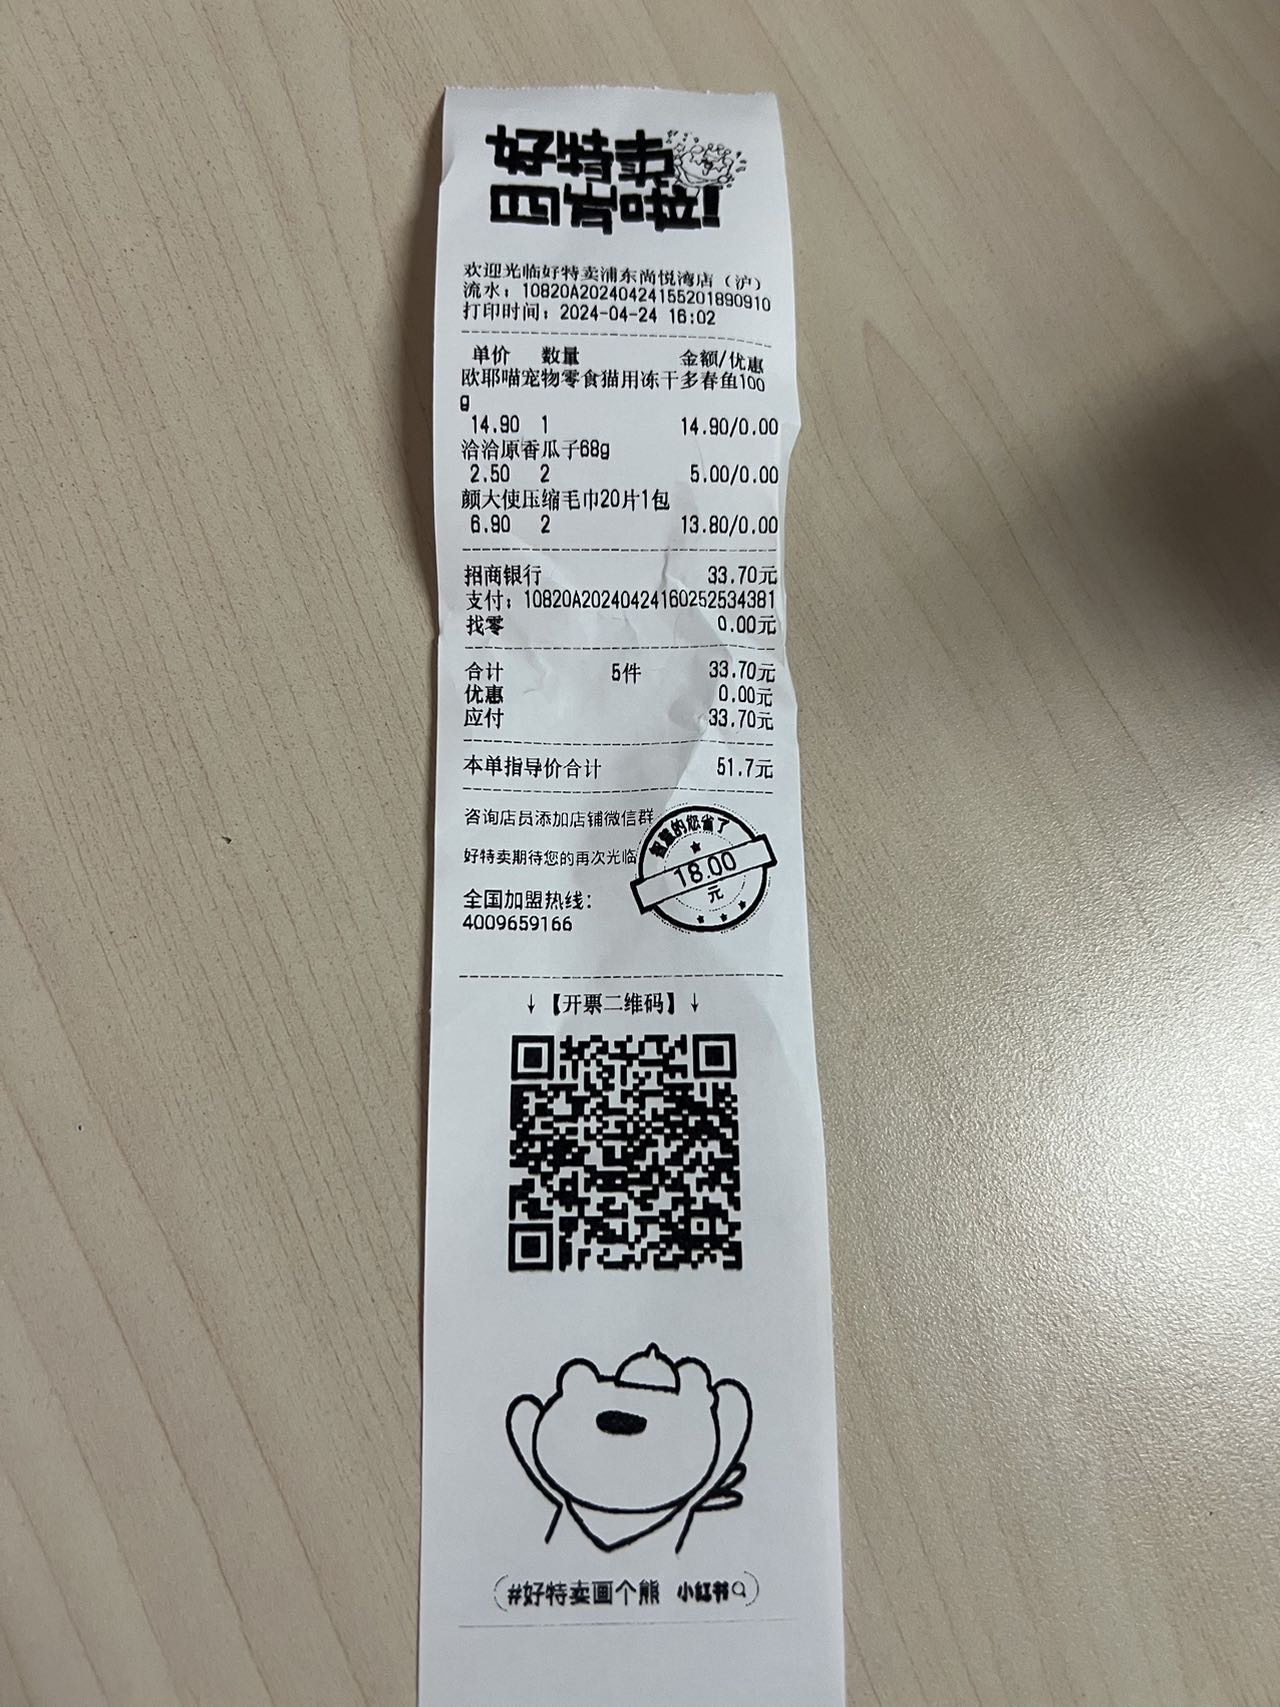 好特卖
欢迎光临好特卖浦东尚悦湾店（沪）
流水：10820A20240424155201890910
打印时间：2024-04-24 16:02
单价 数量 金额/优惠
欧耶喵宠物零食猫用冻干多春鱼100
g
14.90 1 14.90/0.00
洽洽原香瓜子68g
2.50 2 5.00/0.00
颜大使压缩毛巾20片1包
6.90 2 13.80/0.00
招商银行 33.70元
支付：10820A20240424160252534381
找零 0.00元
合计 5件 33.70元
优惠 0.00元
应付 33.70元
本单指导价合计 51.7元
咨询店员添加店铺微信群
好特卖期待您的再次光临
智慧的您省了
18.00
元
全国加盟热线：
4009659166
↓【开票二维码】↓
#好特卖画个熊 小红书